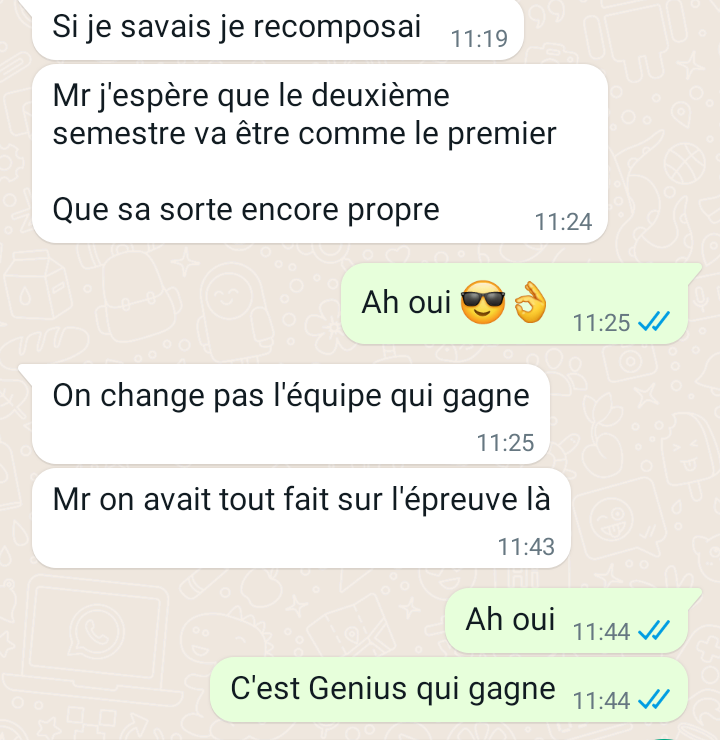 Si je savais je recomposai
11:19
Mr j'espère que le deuxième
semestre va être comme le premier
Que sa sorte encore propre
11:24
Ah oui 😎👌
11:25
On change pas l'équipe qui gagne
11:25
Mr on avait tout fait sur l'épreuve là
11:43
Ah oui
11:44
C'est Genius qui gagne
11:44